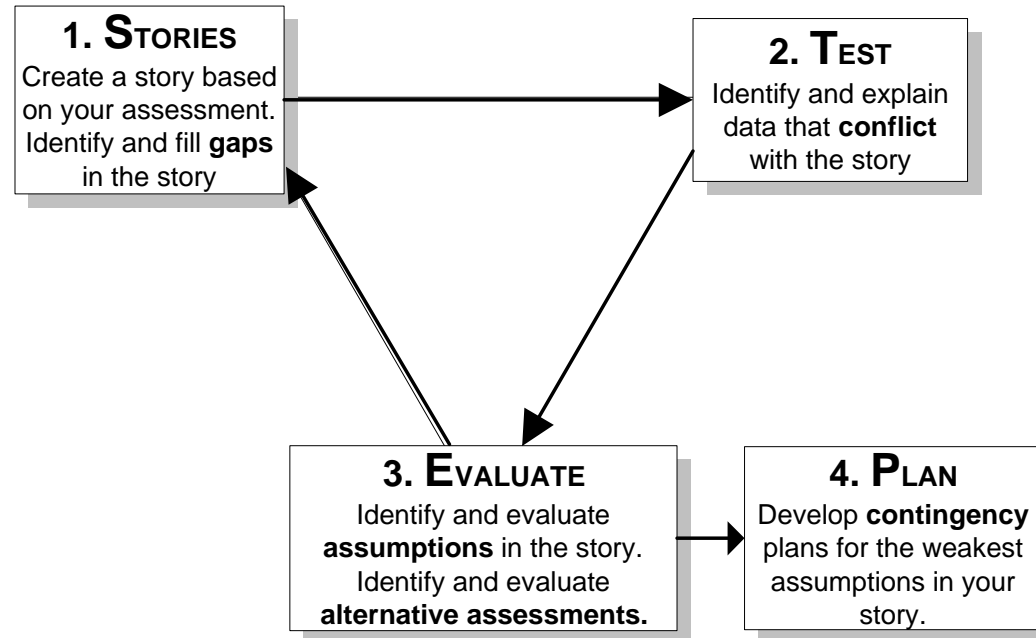 1. STORIES
Create a story based
on your assessment.
Identify and fill gaps
in the story
2. TEST
Identify and explain
data that conflict
with the story
3. EVALUATE
Identify and evaluate
assumptions in the story.
Identify and evaluate
alternative assessments.
4. PLAN
Develop contingency
plans for the weakest
assumptions in your
story.